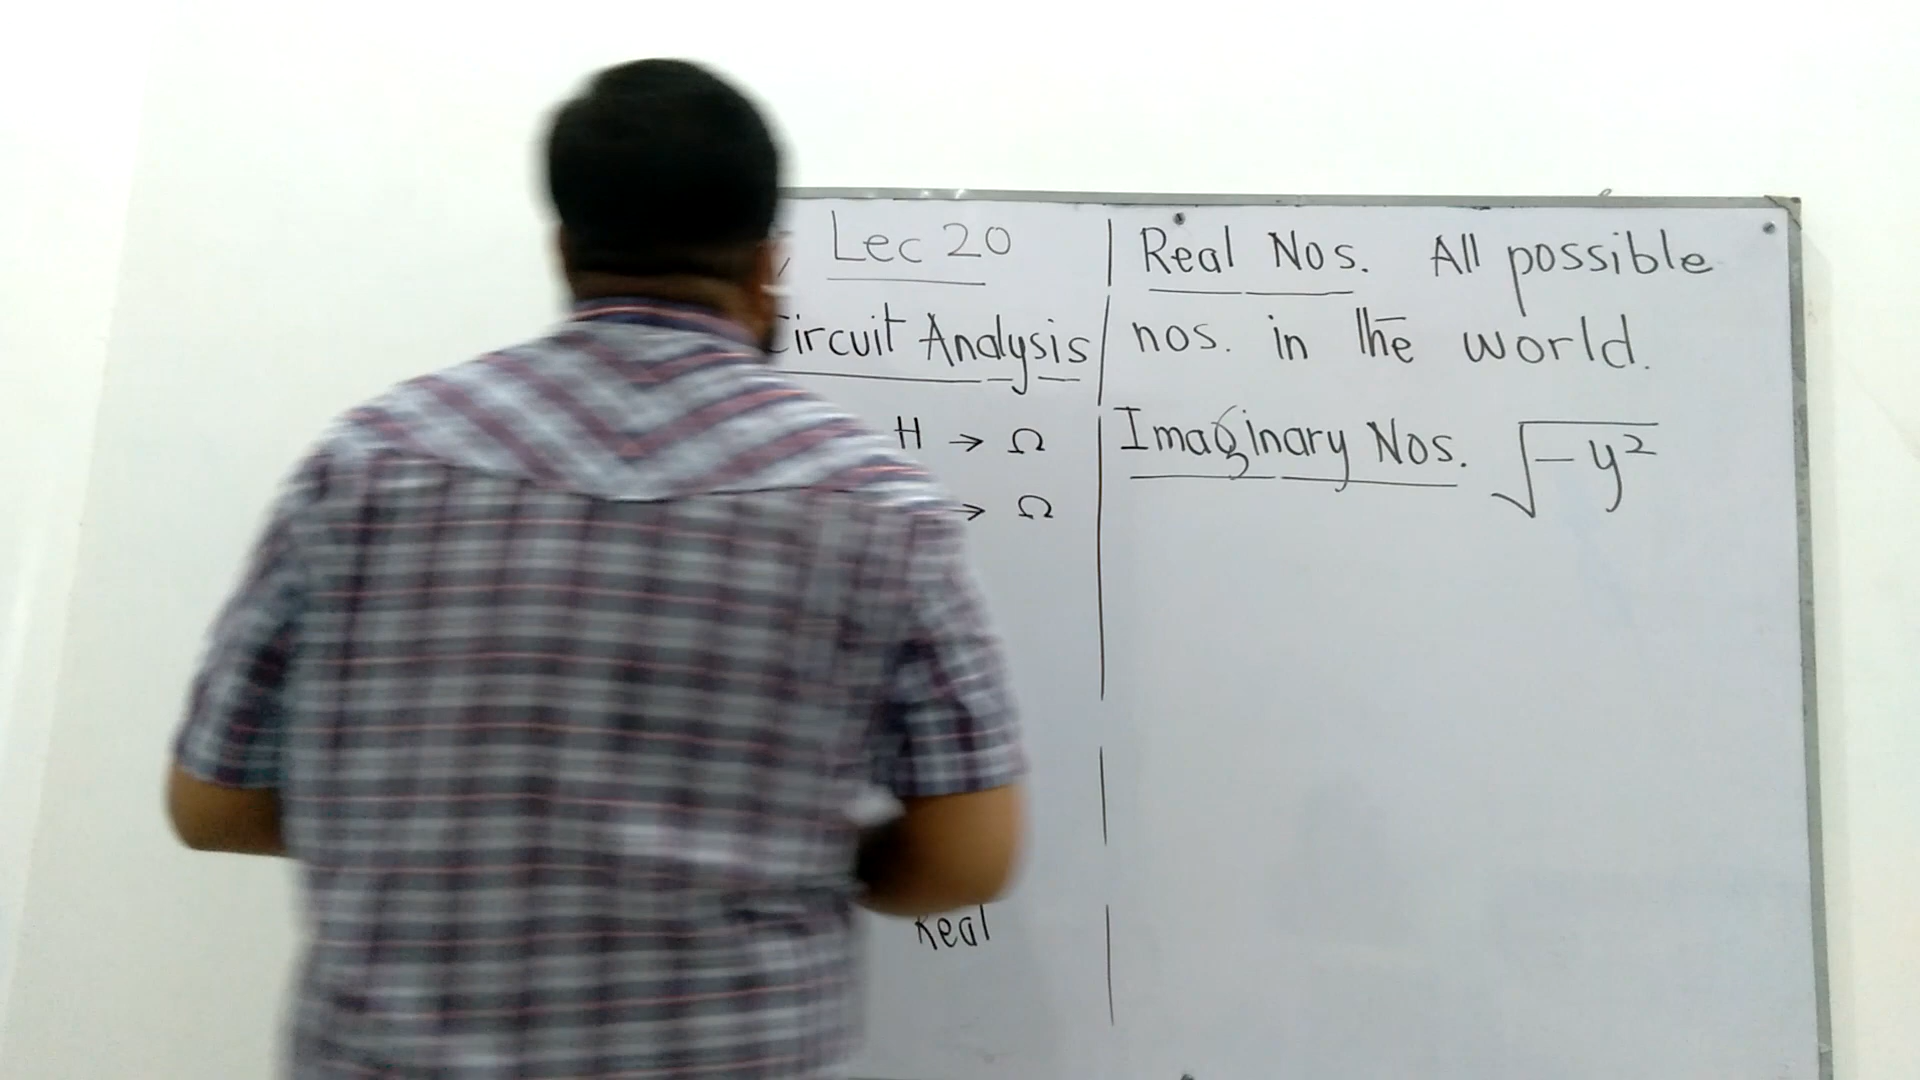 Lec 20
Circuit Analysis
H → Ω
→ Ω
Real
Real Nos. All possible
nos. in the world.
Imaginary Nos. √-y²